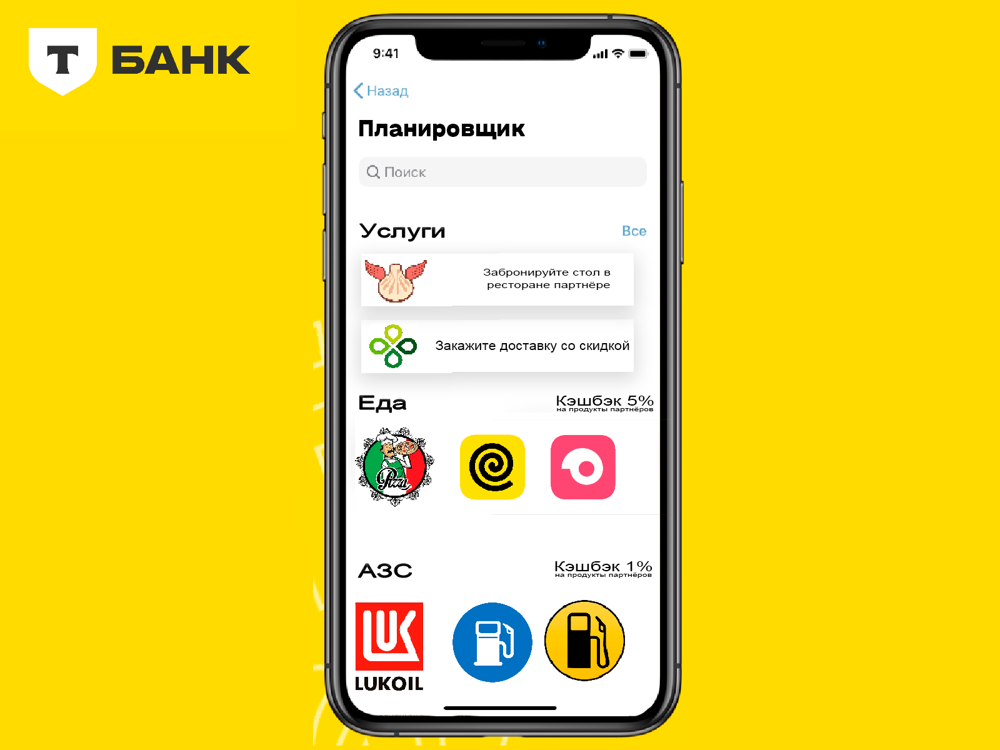 Т БАНК
9:41
Назад
Планировщик
Поиск
Услуги
Все
Забронируйте стол в
ресторане партнёре
Закажите доставку со скидкой
Еда
Кэшбэк 5%
на продукты партнёров
Pizza
АЗС
Кэшбэк 1%
на продукты партнёров
LUK
LUKOIL